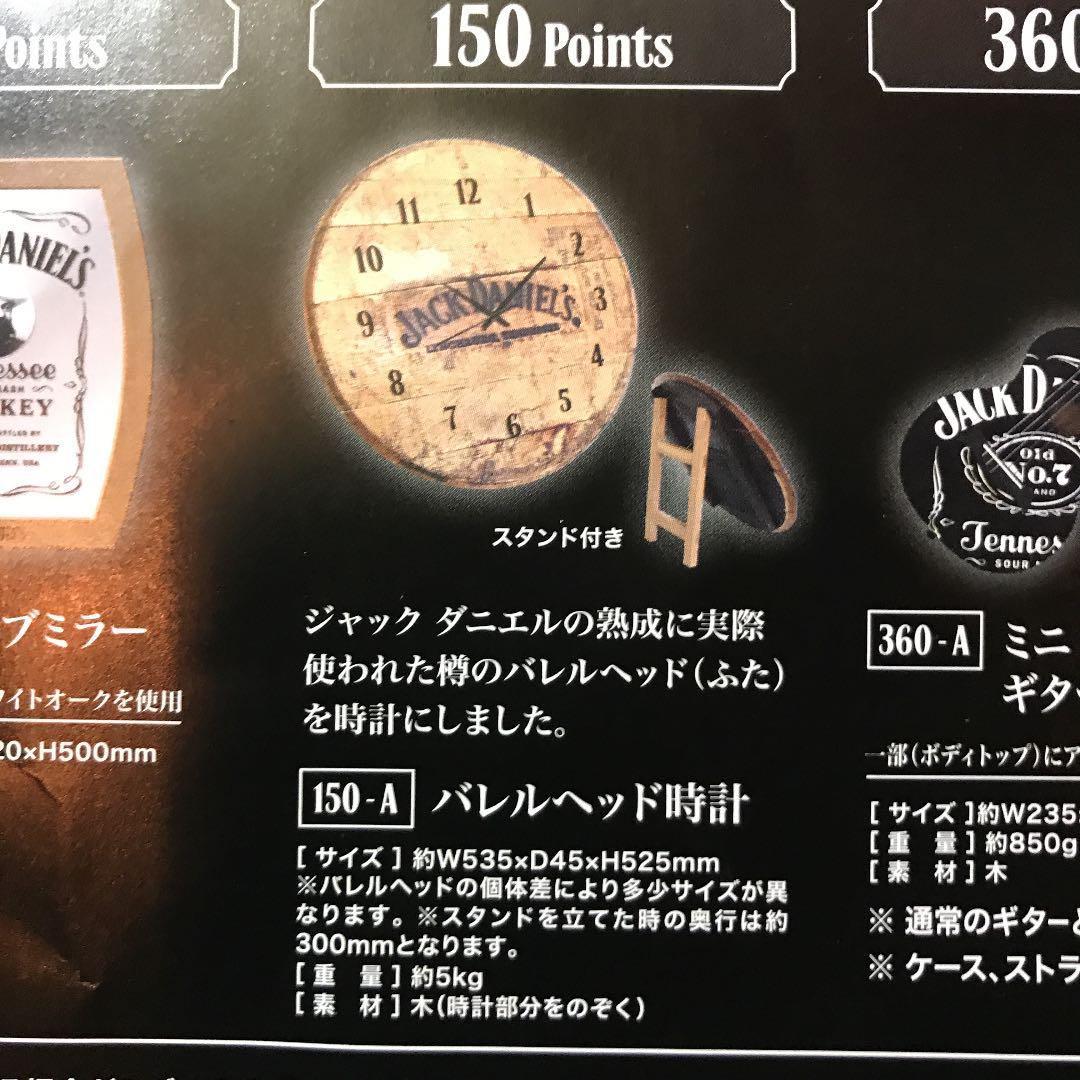 Points
150 Points
360
DANIEL'S
KEY
DISTILLERY
12
11
1
10
2
9
3
8
4
7
5
6
JACK DANIEL'S
スタンド付き
JACK D
Old
No.7
AND
Tennes
SOUR
ブミラー
ワイトオークを使用
20×H500mm
ジャック ダニエルの熟成に実際
使われた樽のバレルヘッド(ふた)
を時計にしました。
150-A バレルヘッド時計
[ サイズ ] 約W535×D45×H525mm
※バレルヘッドの個体差により多少サイズが異
なります。※スタンドを立てた時の奥行は約
300mmとなります。
[ 重 量 ] 約5kg
[ 素 材 ] 木(時計部分をのぞく)
360-A ミニ
ギタ
一部(ボディトップ)にア
[ サイズ ]約W235
[ 重 量 ] 約850g
[ 素 材 ] 木
※ 通常のギターと
※ ケース、ストラ